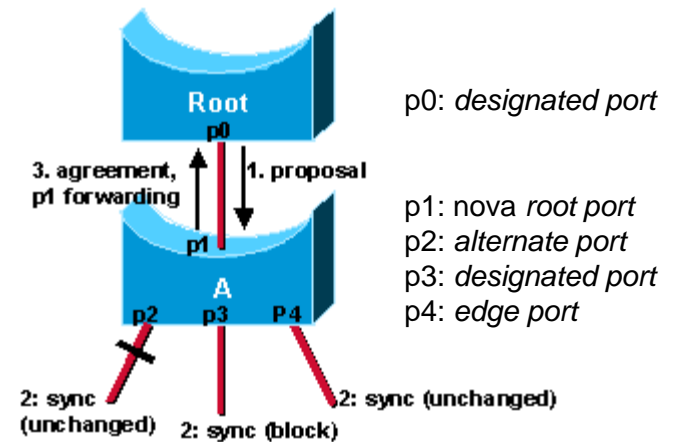 Root
p0
p0: designated port
3. agreement,
p1 forwarding
1. proposal
p1
p1: nova root port
p2: alternate port
p3: designated port
p4: edge port
A
p2
p3
P4
2: sync
(unchanged)
2: sync (block)
2: sync (unchanged)